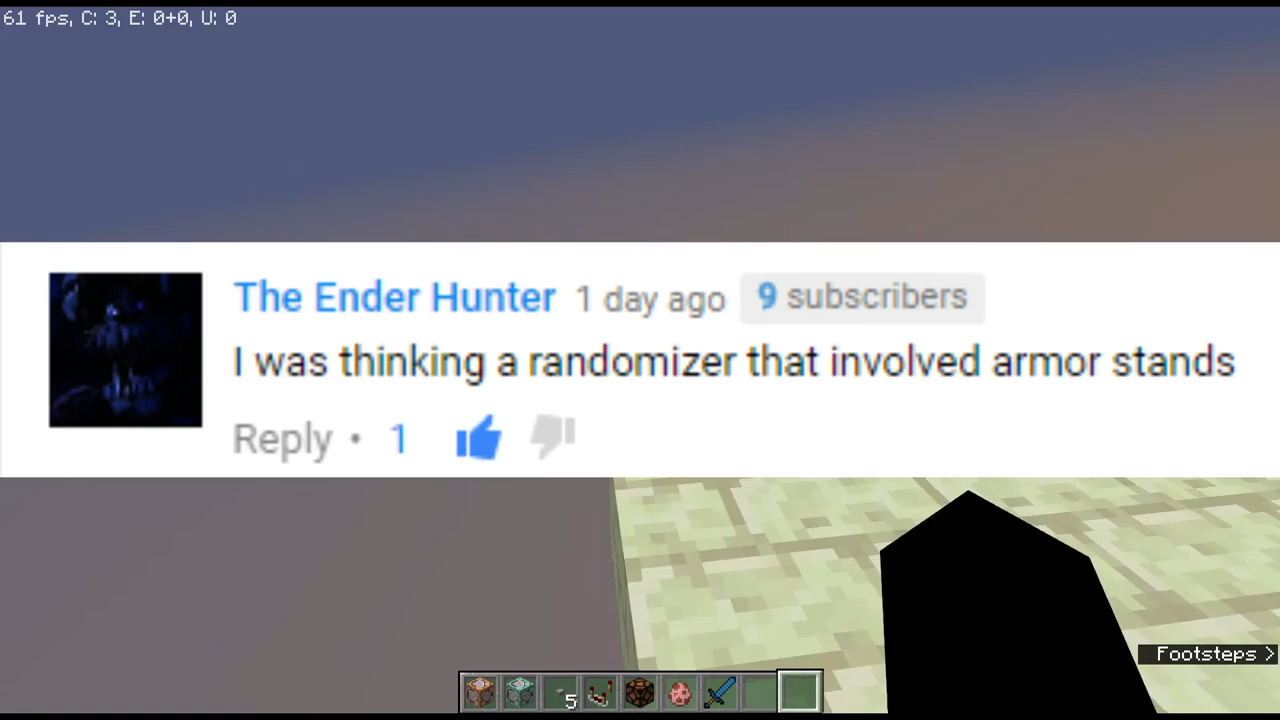 61 fps, C: 3, E: 0+0, U: 0
The Ender Hunter 1 day ago 9 subscribers
I was thinking a randomizer that involved armor stands
Reply • 1
Footsteps >
5